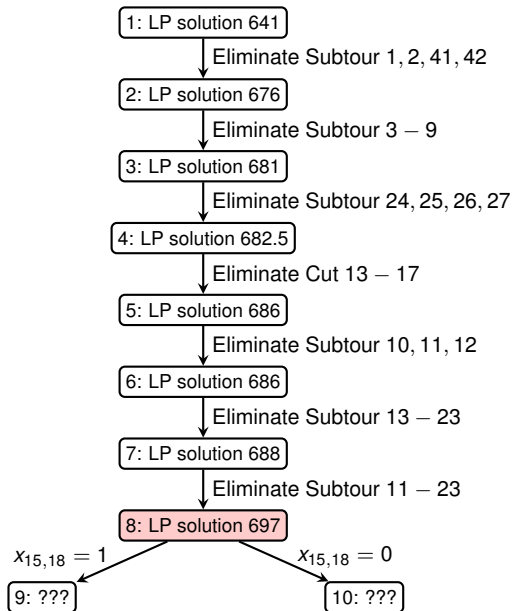 1: LP solution 641
Eliminate Subtour 1, 2, 41, 42
2: LP solution 676
Eliminate Subtour 3 − 9
3: LP solution 681
Eliminate Subtour 24, 25, 26, 27
4: LP solution 682.5
Eliminate Cut 13 − 17
5: LP solution 686
Eliminate Subtour 10, 11, 12
6: LP solution 686
Eliminate Subtour 13 − 23
7: LP solution 688
Eliminate Subtour 11 − 23
8: LP solution 697
x15,18 = 1 x15,18 = 0
9: ??? 10: ???